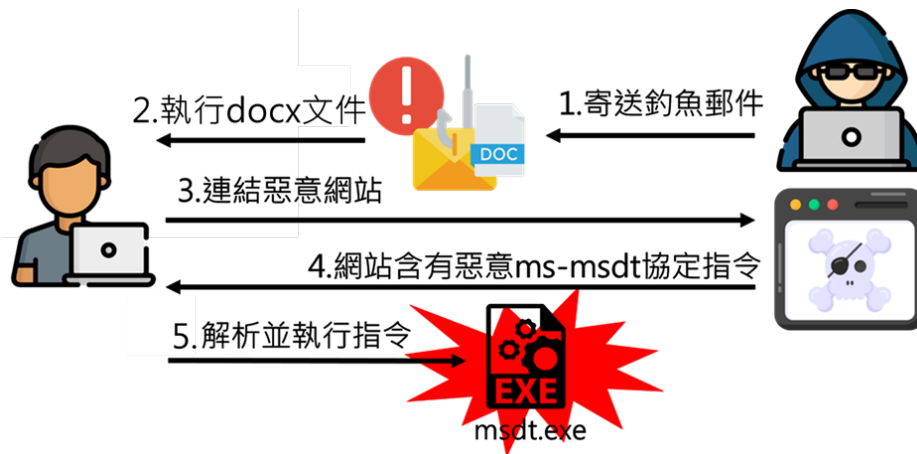 1.寄送釣魚郵件
2.執行docx文件
DOC
3.連結惡意網站
4.網站含有惡意ms-msdt協定指令
5.解析並執行指令
EXE
msdt.exe